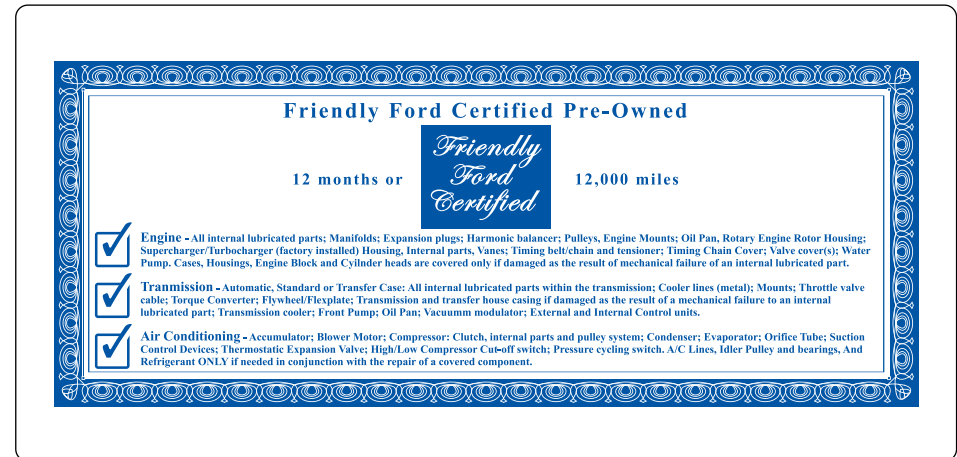 Friendly Ford Certified Pre-Owned
Friendly
12 months or Ford 12,000 miles
Certified
Engine - All internal lubricated parts; Manifolds; Expansion plugs; Harmonic balancer; Pulleys, Engine Mounts; Oil Pan, Rotary Engine Rotor Housing;
Supercharger/Turbocharger (factory installed) Housing, Internal parts, Vanes; Timing belt/chain and tensioner; Timing Chain Cover; Valve cover(s); Water
Pump. Cases, Housings, Engine Block and Cyilnder heads are covered only if damaged as the result of mechanical failure of an internal lubricated part.
Tranmission - Automatic, Standard or Transfer Case: All internal lubricated parts within the transmission; Cooler lines (metal); Mounts; Throttle valve
cable; Torque Converter; Flywheel/Flexplate; Transmission and transfer house casing if damaged as the result of a mechanical failure to an internal
lubricated part; Transmission cooler; Front Pump; Oil Pan; Vacuumm modulator; External and Internal Control units.
Air Conditioning - Accumulator; Blower Motor; Compressor: Clutch, internal parts and pulley system; Condenser; Evaporator; Orifice Tube; Suction
Control Devices; Thermostatic Expansion Valve; High/Low Compressor Cut-off switch; Pressure cycling switch. A/C Lines, Idler Pulley and bearings, And
Refrigerant ONLY if needed in conjunction with the repair of a covered component.